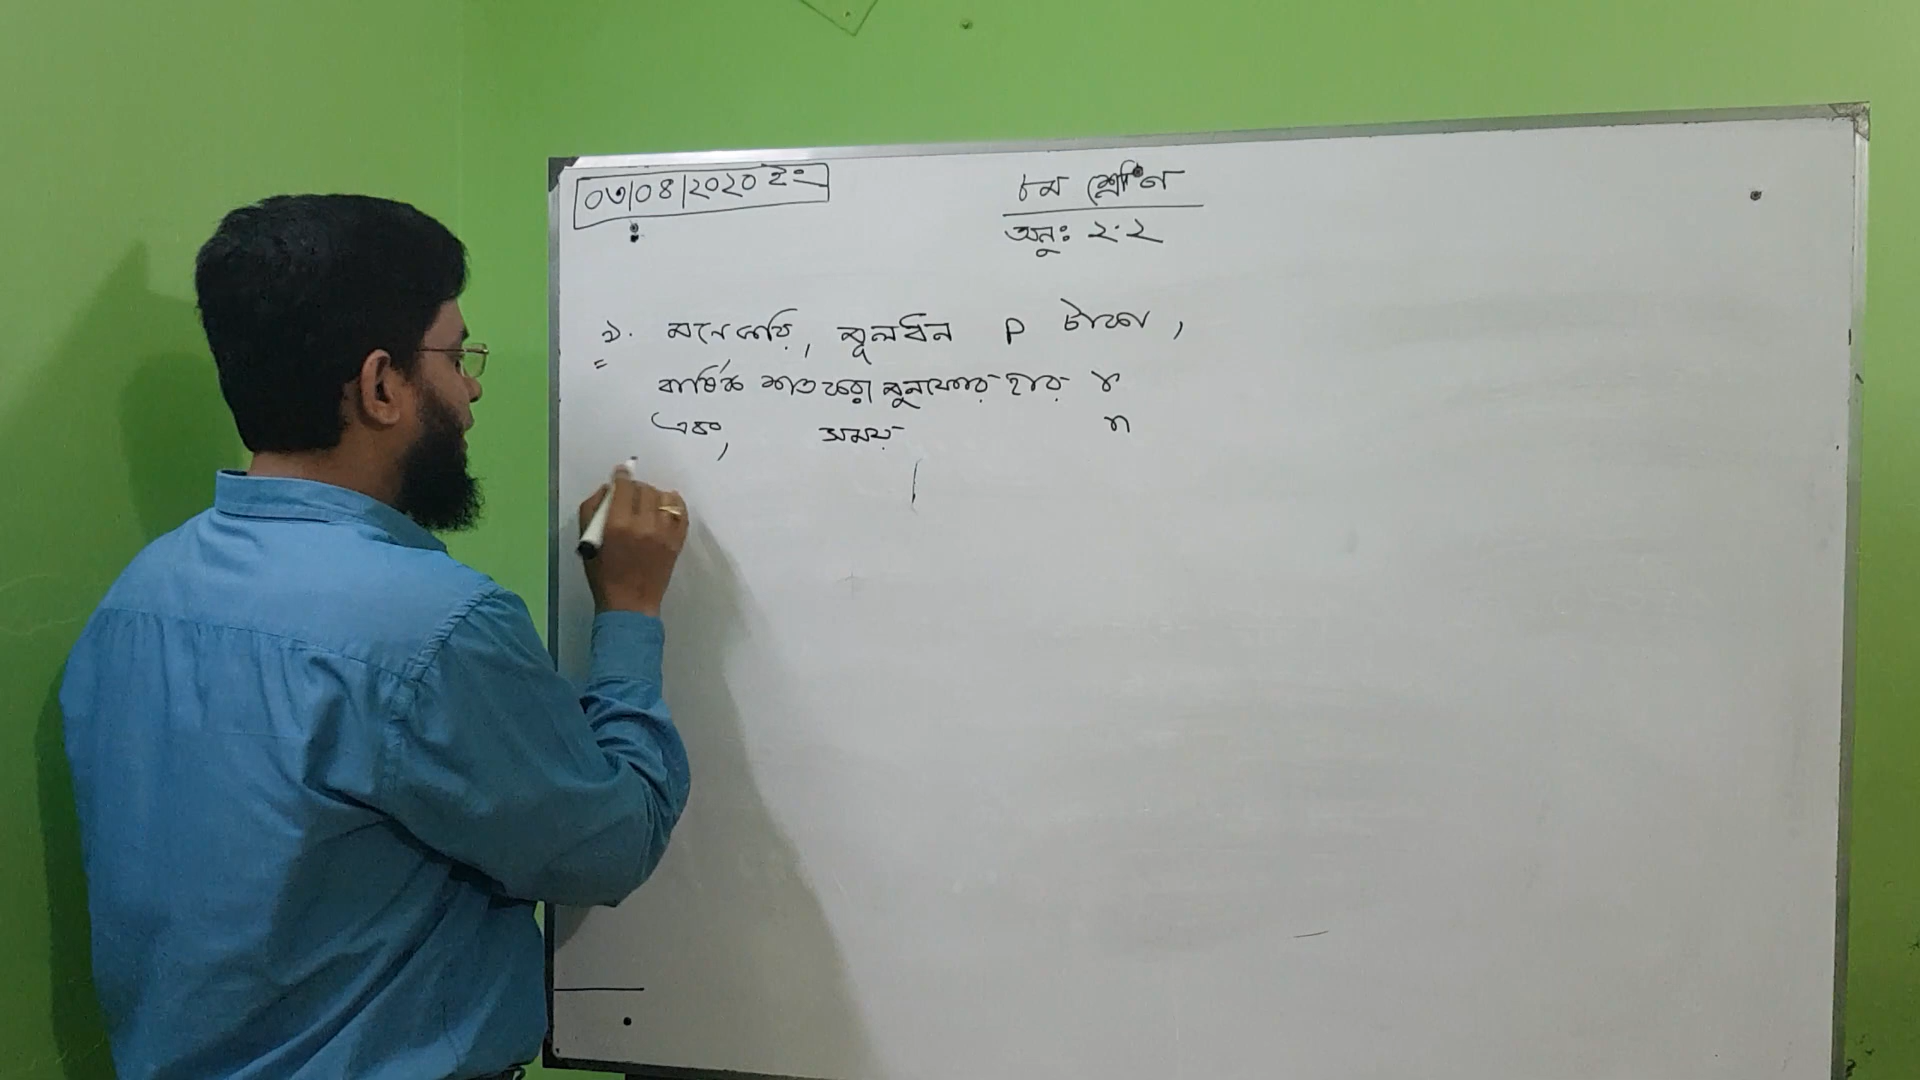 ০৩/০৪/২০২০ ইং
৮ম শ্রেণি
অনু: ২.২
১. মনেকরি, মূলধন P টাকা,
বার্ষিক শতকরা মুনাফার হার r
এবং, সময় n